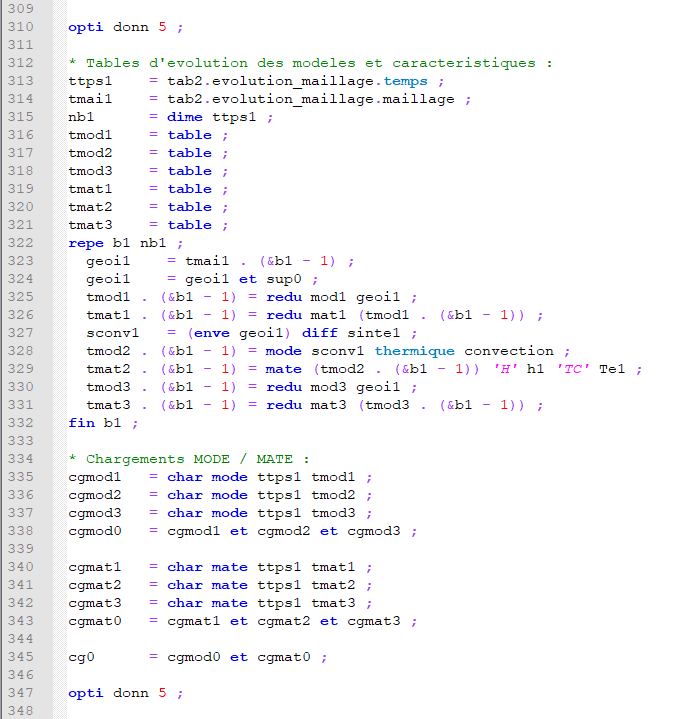 309
310 opti donn 5 ;
311
312 * Tables d'evolution des modeles et caracteristiques :
313 ttps1 = tab2.evolution_maillage.temps ;
314 tmai1 = tab2.evolution_maillage.maillage ;
315 nb1 = dime ttps1 ;
316 tmod1 = table ;
317 tmod2 = table ;
318 tmod3 = table ;
319 tmat1 = table ;
320 tmat2 = table ;
321 tmat3 = table ;
322 repe b1 nb1 ;
323 geoi1 = tmai1 . (&b1 - 1) ;
324 geoi1 = geoi1 et sup0 ;
325 tmod1 . (&b1 - 1) = redu mod1 geoi1 ;
326 tmat1 . (&b1 - 1) = redu mat1 (tmod1 . (&b1 - 1)) ;
327 sconv1 = (enve geoi1) diff sinte1 ;
328 tmod2 . (&b1 - 1) = mode sconv1 thermique convection ;
329 tmat2 . (&b1 - 1) = mate (tmod2 . (&b1 - 1)) 'H' h1 'TC' Te1 ;
330 tmod3 . (&b1 - 1) = redu mod3 geoi1 ;
331 tmat3 . (&b1 - 1) = redu mat3 (tmod3 . (&b1 - 1)) ;
332 fin b1 ;
333
334 * Chargements MODE / MATE :
335 cgmod1 = char mode ttps1 tmod1 ;
336 cgmod2 = char mode ttps1 tmod2 ;
337 cgmod3 = char mode ttps1 tmod3 ;
338 cgmod0 = cgmod1 et cgmod2 et cgmod3 ;
339
340 cgmat1 = char mate ttps1 tmat1 ;
341 cgmat2 = char mate ttps1 tmat2 ;
342 cgmat3 = char mate ttps1 tmat3 ;
343 cgmat0 = cgmat1 et cgmat2 et cgmat3 ;
344
345 cg0 = cgmod0 et cgmat0 ;
346
347 opti donn 5 ;
348